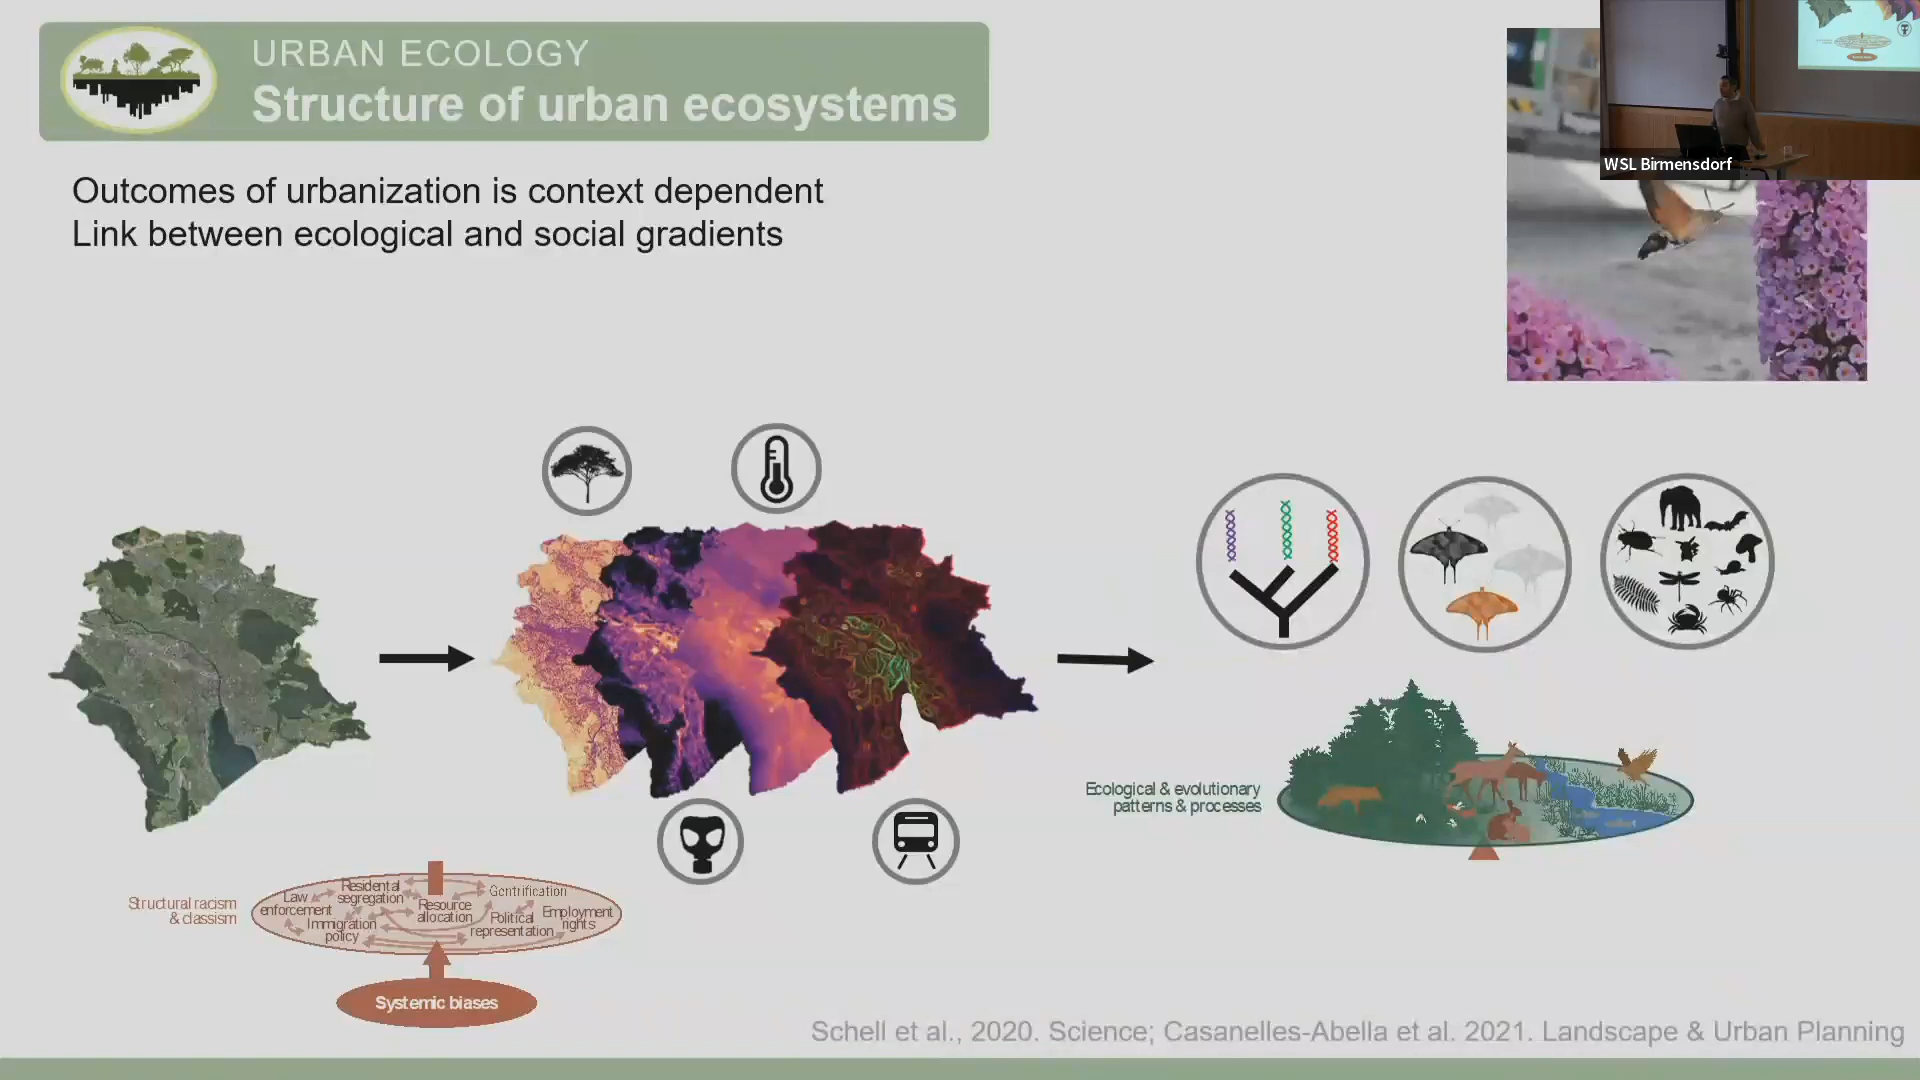 URBAN ECOLOGY
Structure of urban ecosystems
WSL Birmensdorf
Outcomes of urbanization is context dependent
Link between ecological and social gradients
Ecological & evolutionary
patterns & processes
Structural racism
& classism
Law
enforcement
Residental
segregation
Immigration
policy
Resource
allocation
Gentrification
Political
representation
Employment
rights
Systemic biases
Schell et al., 2020. Science; Casanelles-Abella et al. 2021. Landscape & Urban Planning